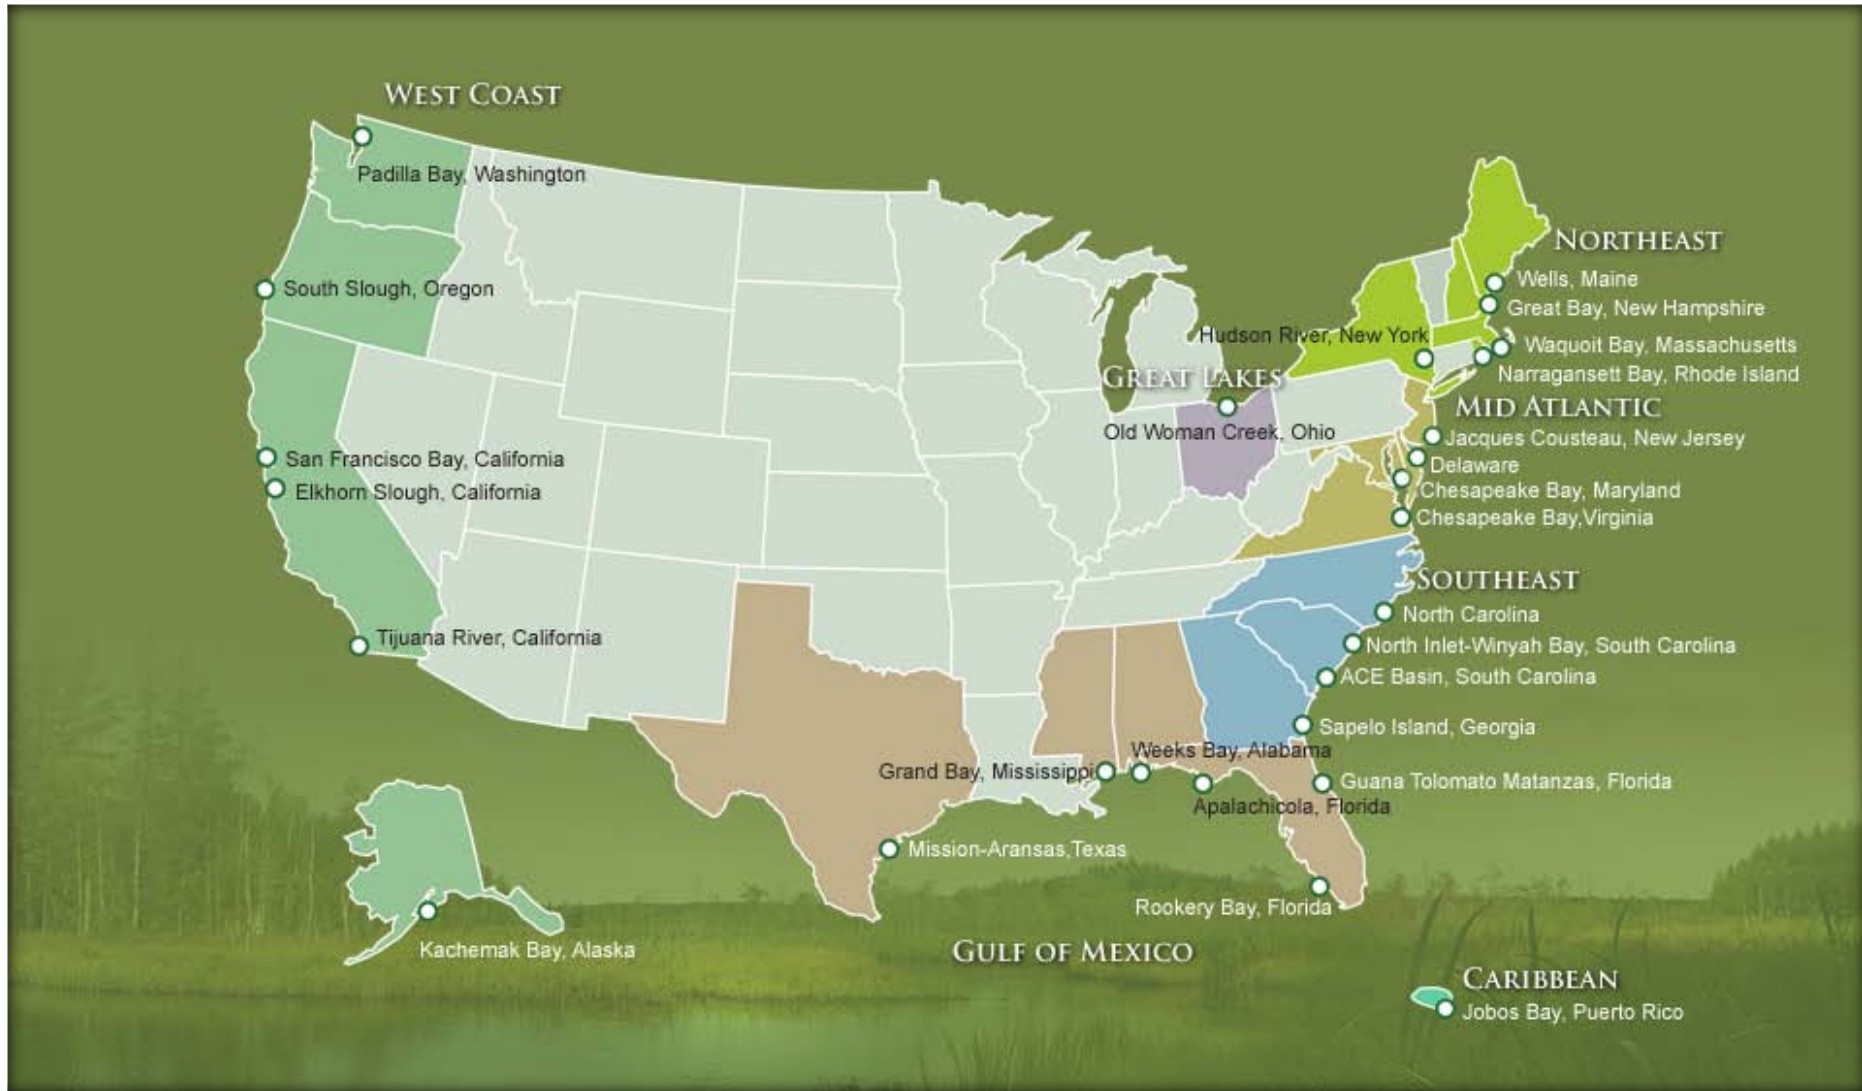 WEST COAST
Padilla Bay, Washington
South Slough, Oregon
San Francisco Bay, California
Elkhorn Slough, California
Tijuana River, California
Kachemak Bay, Alaska
GREAT LAKES
Old Woman Creek, Ohio
NORTHEAST
Wells, Maine
Great Bay, New Hampshire
Hudson River, New York
Waquoit Bay, Massachusetts
Narragansett Bay, Rhode Island
MID ATLANTIC
Jacques Cousteau, New Jersey
Delaware
Chesapeake Bay, Maryland
Chesapeake Bay,Virginia
SOUTHEAST
North Carolina
North Inlet-Winyah Bay, South Carolina
ACE Basin, South Carolina
Sapelo Island, Georgia
Guana Tolomato Matanzas, Florida
Weeks Bay, Alabama
Grand Bay, Mississippi
Apalachicola, Florida
Mission-Aransas,Texas
Rookery Bay, Florida
GULF OF MEXICO
CARIBBEAN
Jobos Bay, Puerto Rico